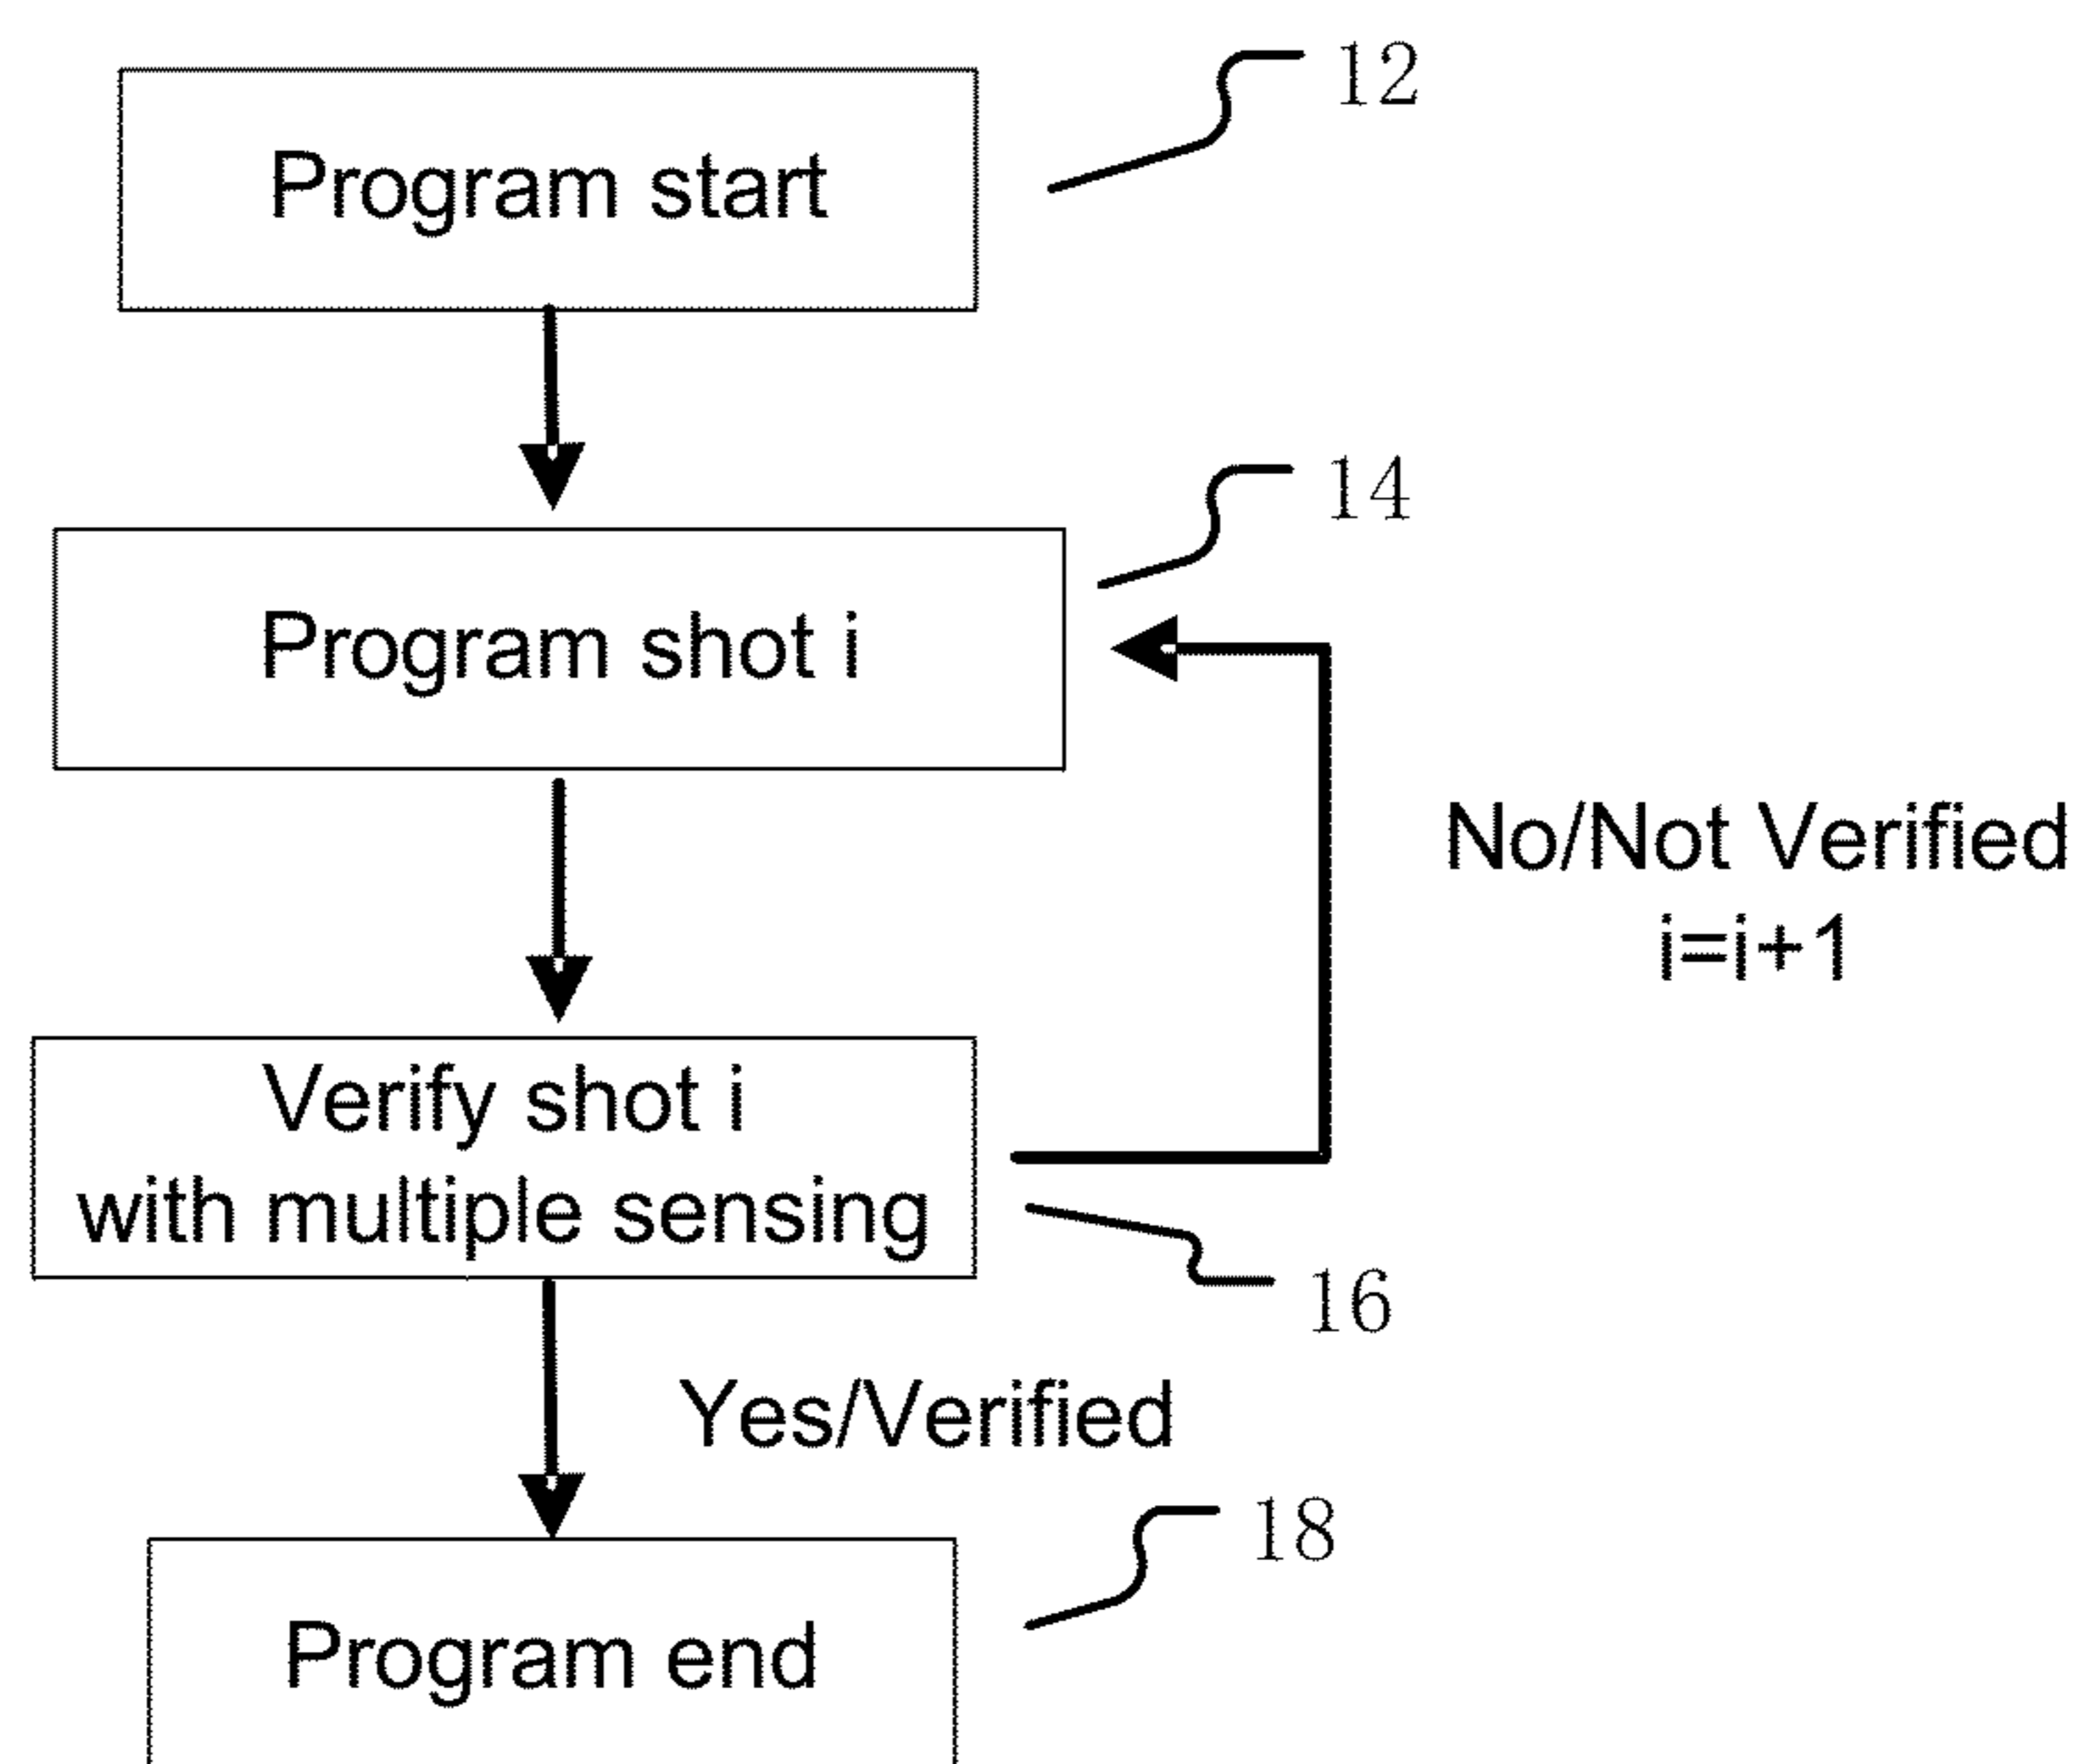 12
Program start
14
Program shot i
No/Not Verified
i=i+1
Verify shot i
with multiple sensing
16
Yes/Verified
18
Program end